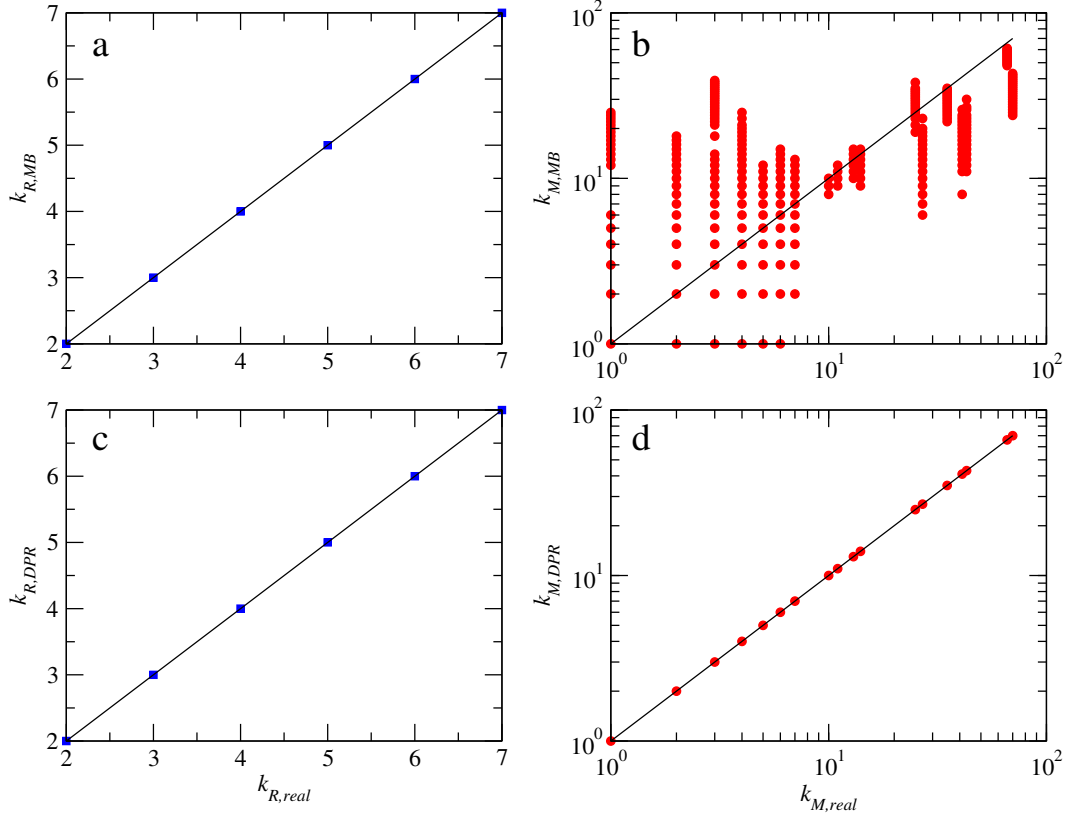 a
7
6
5
4
3
2
k_{R,MB}
2 3 4 5 6 7
b
10^2
10^1
10^0
k_{M,MB}
10^0 10^1 10^2
c
7
6
5
4
3
2
k_{R,DPR}
2 3 4 5 6 7
k_{R,real}
d
10^2
10^1
10^0
k_{M,DPR}
10^0 10^1 10^2
k_{M,real}